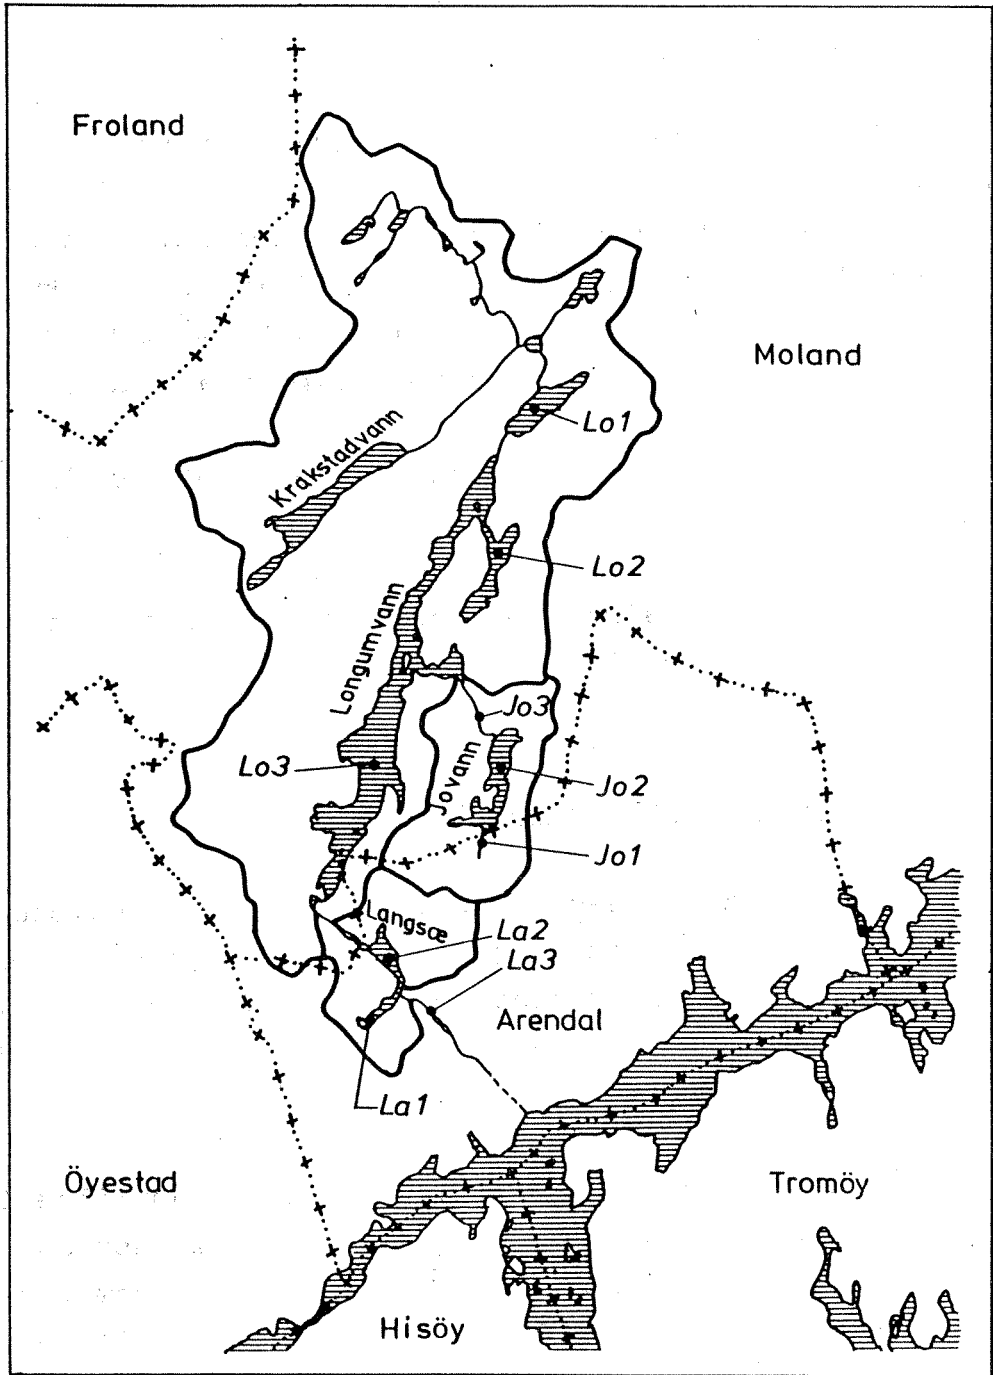 Froland
Moland
Lo1
Krakstadvann
Lo2
Longumvann
Jo3
Lo3
Jovann
Jo2
Jo1
Langsæ
La2
La3
Arendal
La1
Öyestad
Tromöy
Hisöy